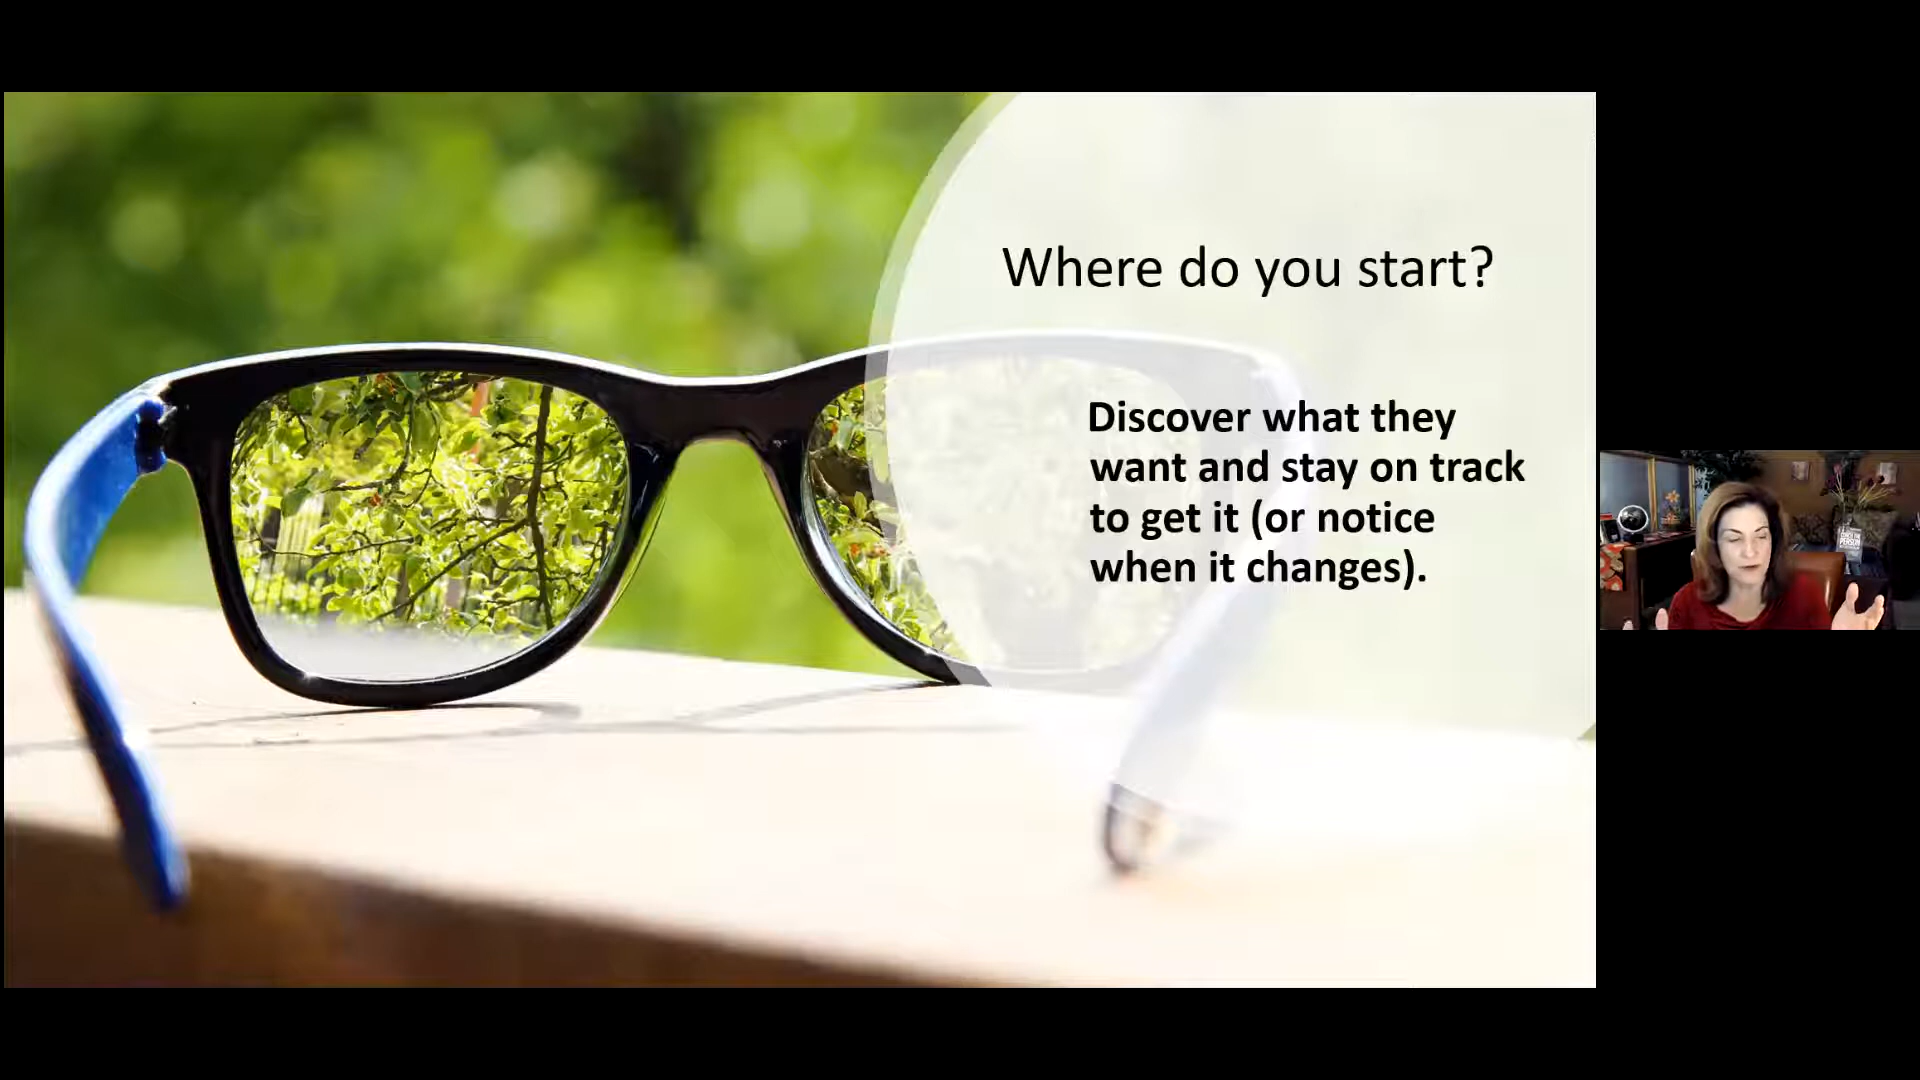 Where do you start?
Discover what they
want and stay on track
to get it (or notice
when it changes).
PERSON